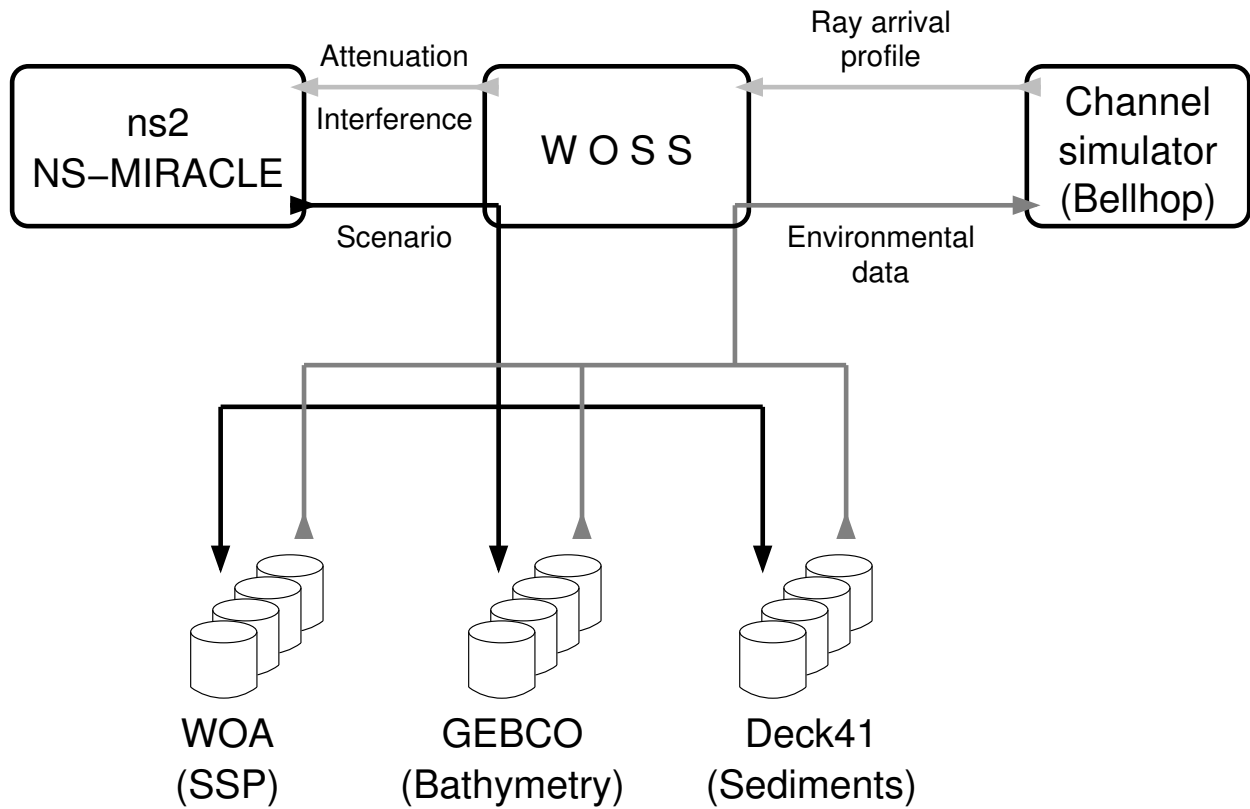 Attenuation
Interference
Ray arrival
profile
ns2
NS–MIRACLE
W O S S
Channel
simulator
(Bellhop)
Scenario
Environmental
data
WOA
(SSP)
GEBCO
(Bathymetry)
Deck41
(Sediments)